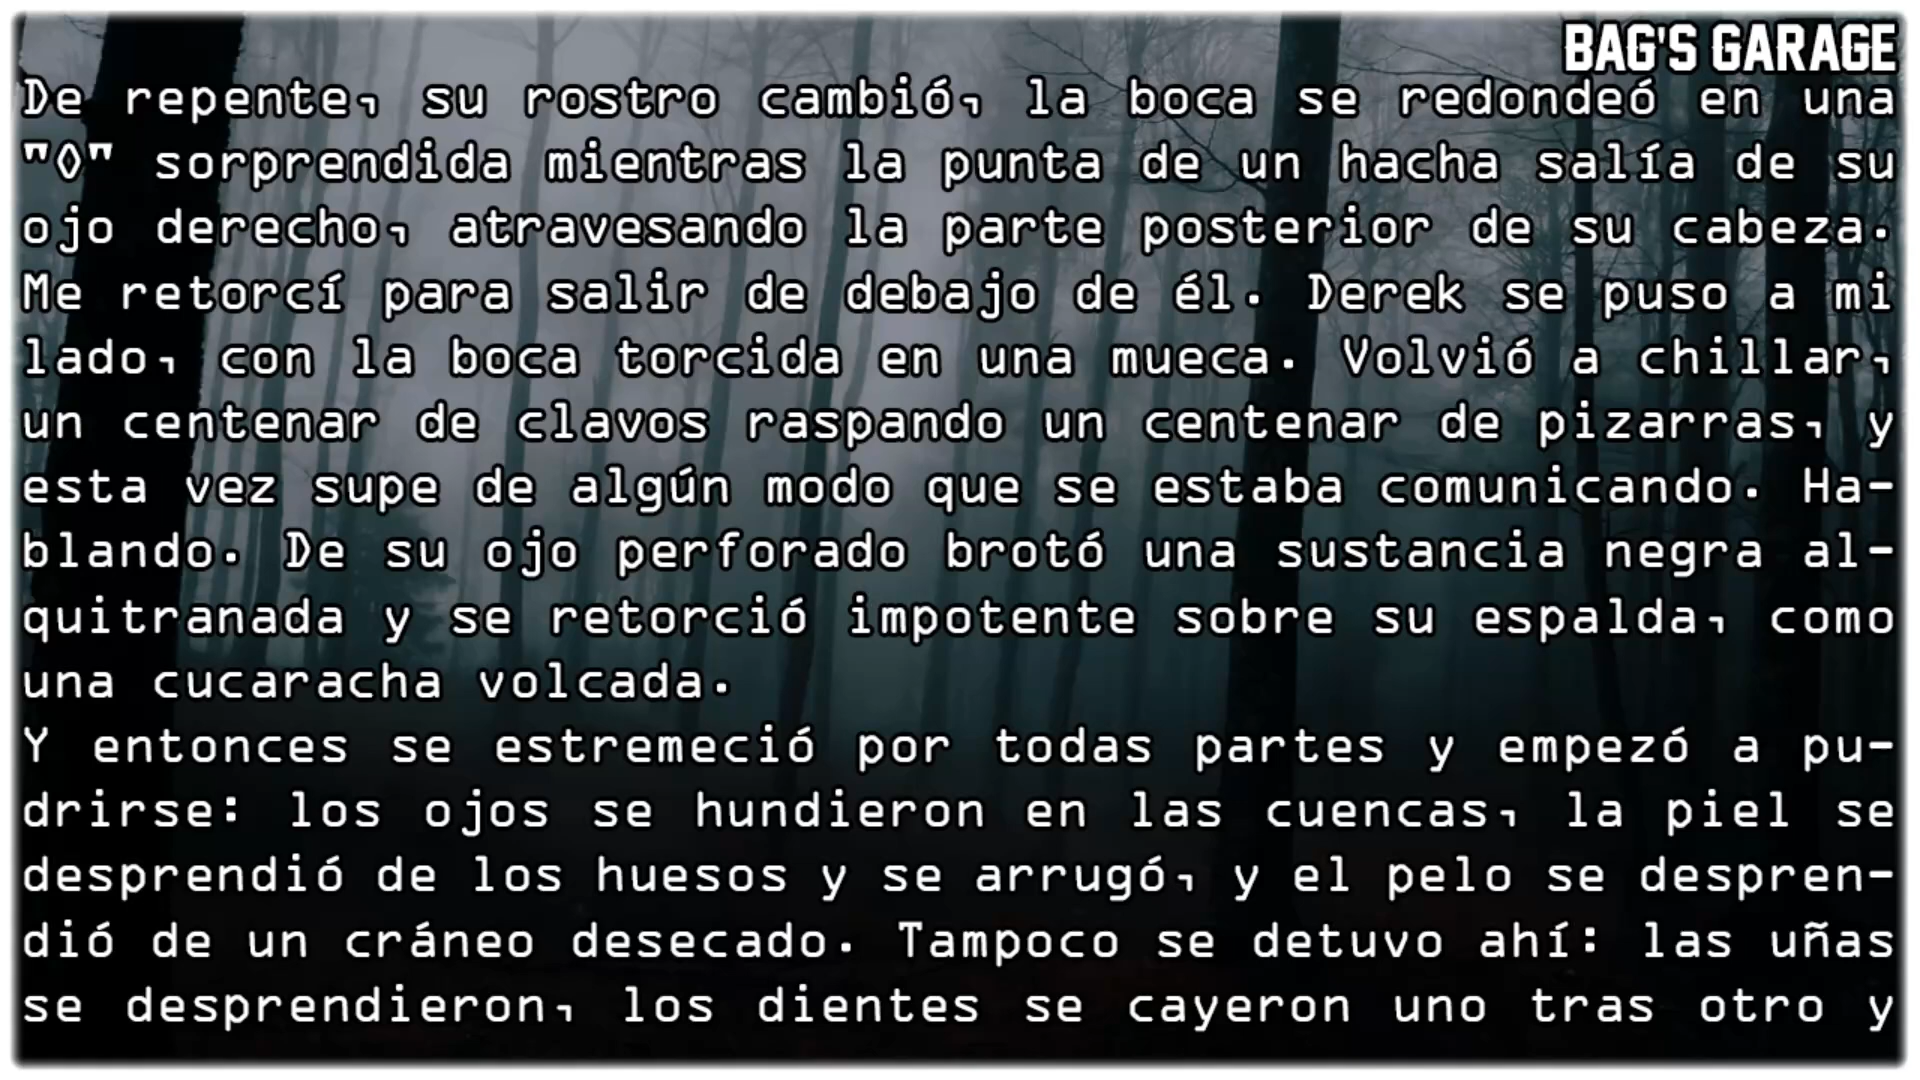 BAG'S GARAGE
De repente, su rostro cambió, la boca se redondeó en una
"O" sorprendida mientras la punta de un hacha salía de su
ojo derecho, atravesando la parte posterior de su cabeza.
Me retorcí para salir de debajo de él. Derek se puso a mi
lado, con la boca torcida en una mueca. Volvió a chillar,
un centenar de clavos raspando un centenar de pizarras, y
esta vez supe de algún modo que se estaba comunicando. Ha-
blando. De su ojo perforado brotó una sustancia negra al-
quitranada y se retorció impotente sobre su espalda, como
una cucaracha volcada.
Y entonces se estremeció por todas partes y empezó a pu-
drirse: los ojos se hundieron en las cuencas, la piel se
desprendió de los huesos y se arrugó, y el pelo se despren-
dió de un cráneo desecado. Tampoco se detuvo ahí: las uñas
se desprendieron, los dientes se cayeron uno tras otro y